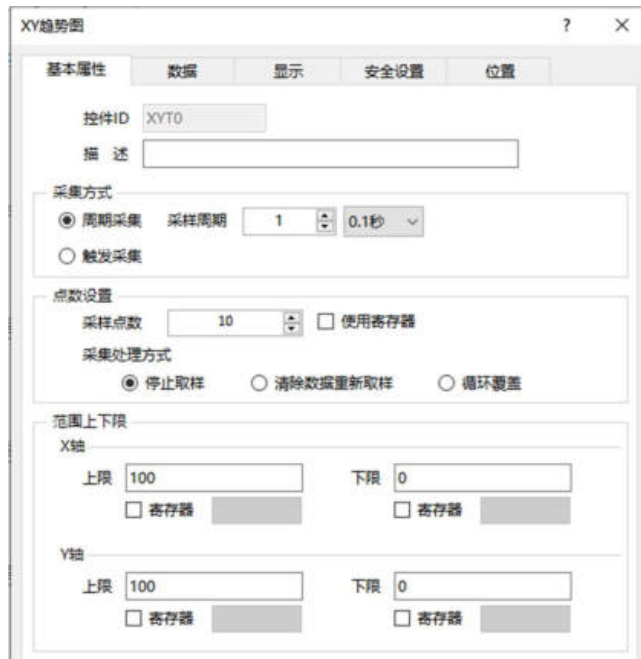 XY趋势图 ? ×
基本属性 数据 显示 安全设置 位置
控件ID XYT0
描 述
采集方式
周期采集 采样周期 1 0.1秒
触发采集
点数设置
采样点数 10 使用寄存器
采集处理方式
停止取样 清除数据重新取样 循环覆盖
范围上下限
X轴
上限 100 下限 0
寄存器 寄存器
Y轴
上限 100 下限 0
寄存器 寄存器